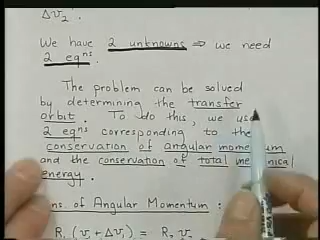 Δv₂ .
We have 2 unknowns ⇒ we need
2 eqⁿˢ.
The problem can be solved
by determining the transfer
orbit. To do this, we use
2 eqⁿˢ corresponding to the
conservation of angular momentum
and the conservation of total mechanical
energy.
ns. of Angular Momentum :
R₁ (v₁ + Δv₁) = R₂ v₂